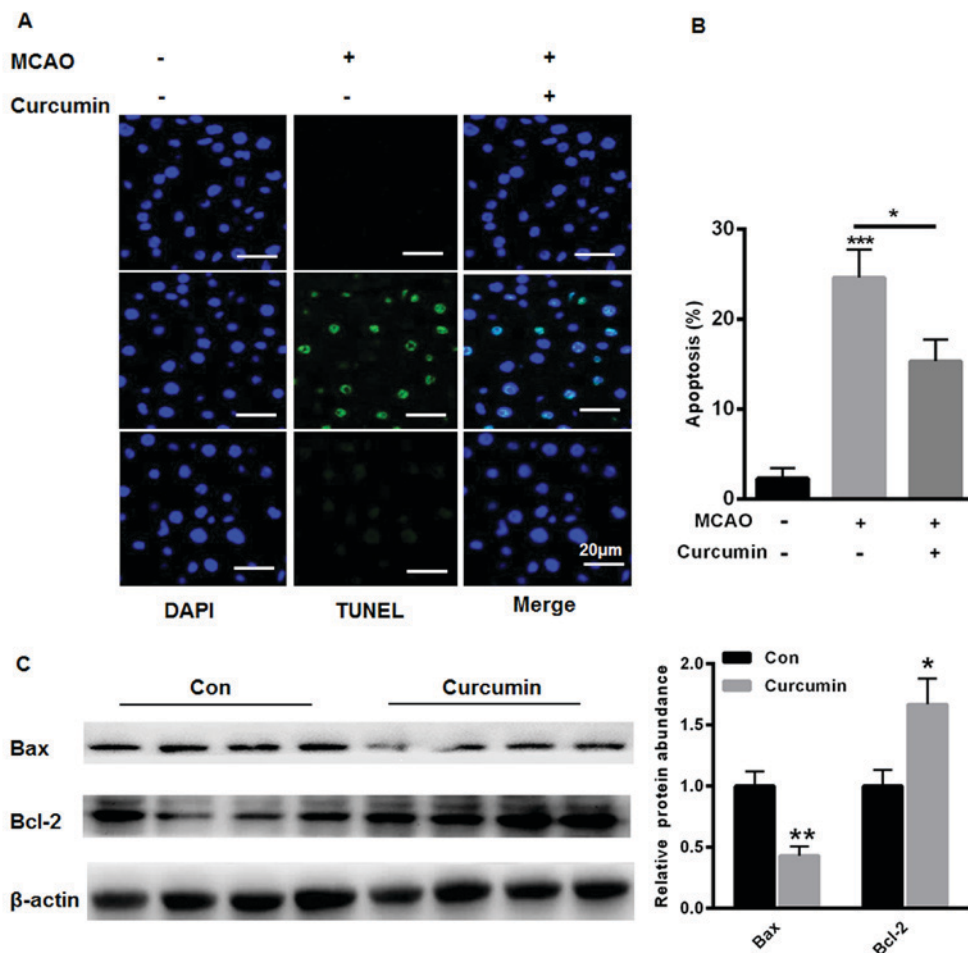 A
MCAO - + +
Curcumin - - +
20μm
DAPI TUNEL Merge
B
*
***
30
20
10
0
Apoptosis (%)
MCAO - + +
Curcumin - - +
C
Con Curcumin
Bax
Bcl-2
β-actin
Con
Curcumin
*
**
2.0
1.5
1.0
0.5
0.0
Relative protein abundance
Bax Bcl-2